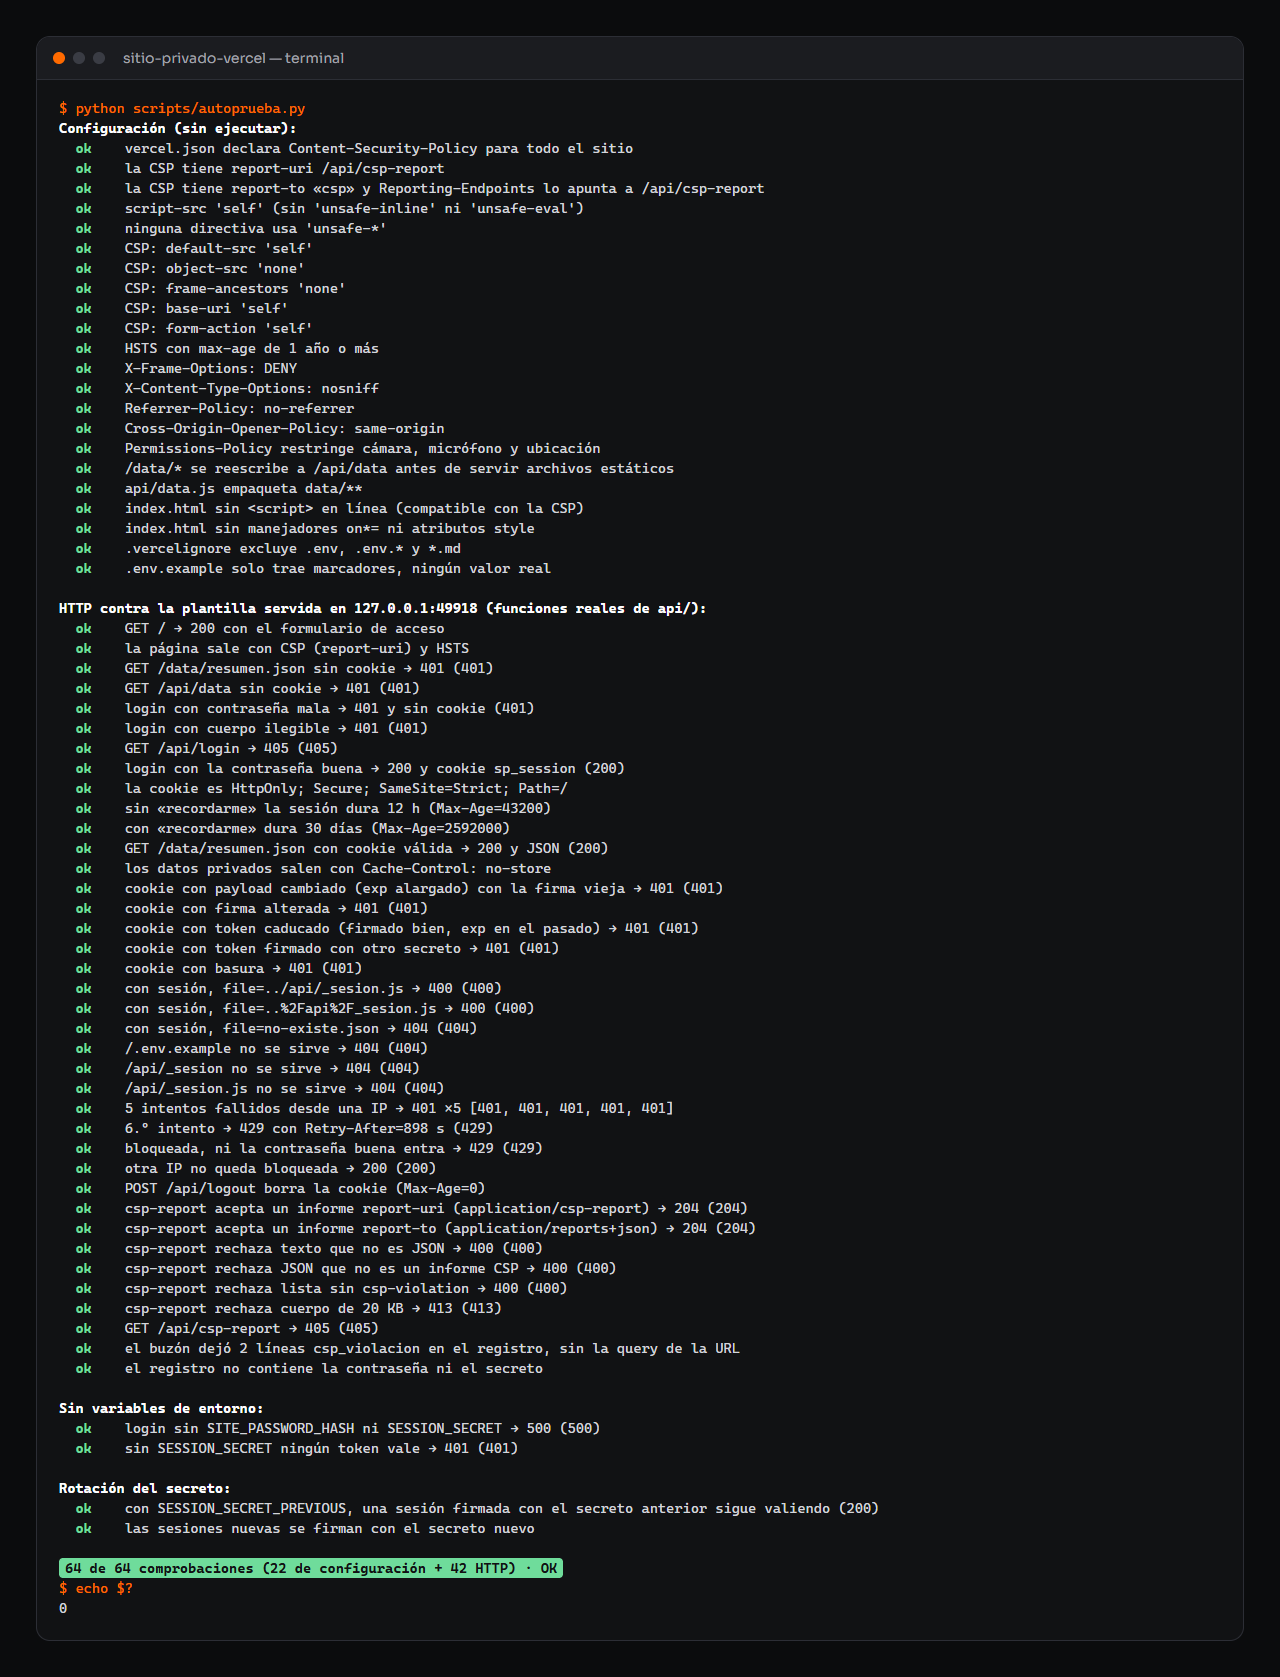 sitio-privado-vercel — terminal
$ python scripts/autoprueba.py
Configuración (sin ejecutar):
ok vercel.json declara Content-Security-Policy para todo el sitio
ok la CSP tiene report-uri /api/csp-report
ok la CSP tiene report-to «csp» y Reporting-Endpoints lo apunta a /api/csp-report
ok script-src 'self' (sin 'unsafe-inline' ni 'unsafe-eval')
ok ninguna directiva usa 'unsafe-*'
ok CSP: default-src 'self'
ok CSP: object-src 'none'
ok CSP: frame-ancestors 'none'
ok CSP: base-uri 'self'
ok CSP: form-action 'self'
ok HSTS con max-age de 1 año o más
ok X-Frame-Options: DENY
ok X-Content-Type-Options: nosniff
ok Referrer-Policy: no-referrer
ok Cross-Origin-Opener-Policy: same-origin
ok Permissions-Policy restringe cámara, micrófono y ubicación
ok /data/* se reescribe a /api/data antes de servir archivos estáticos
ok api/data.js empaqueta data/**
ok index.html sin <script> en línea (compatible con la CSP)
ok index.html sin manejadores on*= ni atributos style
ok .vercelignore excluye .env, .env.* y *.md
ok .env.example solo trae marcadores, ningún valor real
HTTP contra la plantilla servida en 127.0.0.1:49918 (funciones reales de api/):
ok GET / → 200 con el formulario de acceso
ok la página sale con CSP (report-uri) y HSTS
ok GET /data/resumen.json sin cookie → 401 (401)
ok GET /api/data sin cookie → 401 (401)
ok login con contraseña mala → 401 y sin cookie (401)
ok login con cuerpo ilegible → 401 (401)
ok GET /api/login → 405 (405)
ok login con la contraseña buena → 200 y cookie sp_session (200)
ok la cookie es HttpOnly; Secure; SameSite=Strict; Path=/
ok sin «recordarme» la sesión dura 12 h (Max-Age=43200)
ok con «recordarme» dura 30 días (Max-Age=2592000)
ok GET /data/resumen.json con cookie válida → 200 y JSON (200)
ok los datos privados salen con Cache-Control: no-store
ok cookie con payload cambiado (exp alargado) con la firma vieja → 401 (401)
ok cookie con firma alterada → 401 (401)
ok cookie con token caducado (firmado bien, exp en el pasado) → 401 (401)
ok cookie con token firmado con otro secreto → 401 (401)
ok cookie con basura → 401 (401)
ok con sesión, file=../api/_sesion.js → 400 (400)
ok con sesión, file=..%2Fapi%2F_sesion.js → 400 (400)
ok con sesión, file=no-existe.json → 404 (404)
ok /.env.example no se sirve → 404 (404)
ok /api/_sesion no se sirve → 404 (404)
ok /api/_sesion.js no se sirve → 404 (404)
ok 5 intentos fallidos desde una IP → 401 ×5 [401, 401, 401, 401, 401]
ok 6.º intento → 429 con Retry-After=898 s (429)
ok bloqueada, ni la contraseña buena entra → 429 (429)
ok otra IP no queda bloqueada → 200 (200)
ok POST /api/logout borra la cookie (Max-Age=0)
ok csp-report acepta un informe report-uri (application/csp-report) → 204 (204)
ok csp-report acepta un informe report-to (application/reports+json) → 204 (204)
ok csp-report rechaza texto que no es JSON → 400 (400)
ok csp-report rechaza JSON que no es un informe CSP → 400 (400)
ok csp-report rechaza lista sin csp-violation → 400 (400)
ok csp-report rechaza cuerpo de 20 KB → 413 (413)
ok GET /api/csp-report → 405 (405)
ok el buzón dejó 2 líneas csp_violacion en el registro, sin la query de la URL
ok el registro no contiene la contraseña ni el secreto
Sin variables de entorno:
ok login sin SITE_PASSWORD_HASH ni SESSION_SECRET → 500 (500)
ok sin SESSION_SECRET ningún token vale → 401 (401)
Rotación del secreto:
ok con SESSION_SECRET_PREVIOUS, una sesión firmada con el secreto anterior sigue valiendo (200)
ok las sesiones nuevas se firman con el secreto nuevo
64 de 64 comprobaciones (22 de configuración + 42 HTTP) · OK
$ echo $?
0